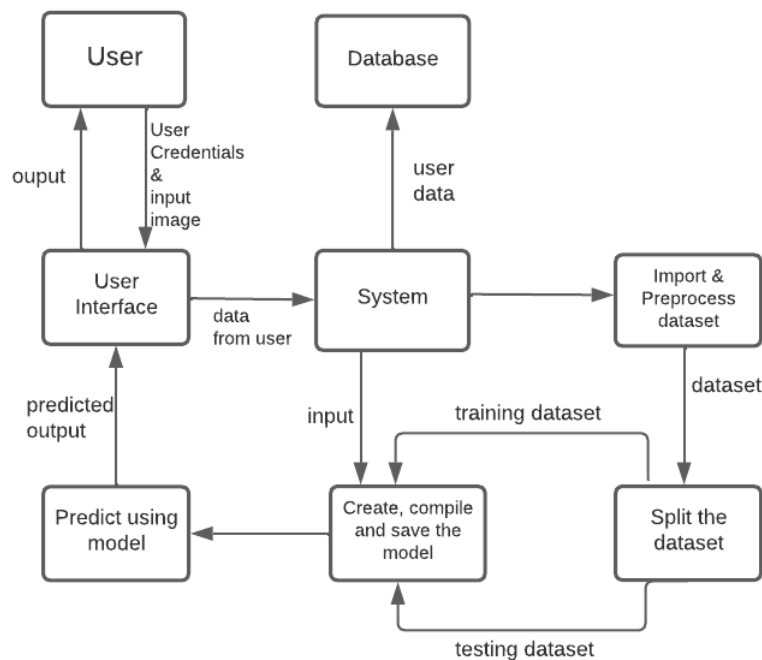 User
Database
User
Credentials
&
input
image
ouput
user
data
User
Interface
System
Import &
Preprocess
dataset
data
from user
dataset
predicted
output
input
training dataset
Predict using
model
Create, compile
and save the
model
Split the
dataset
testing dataset